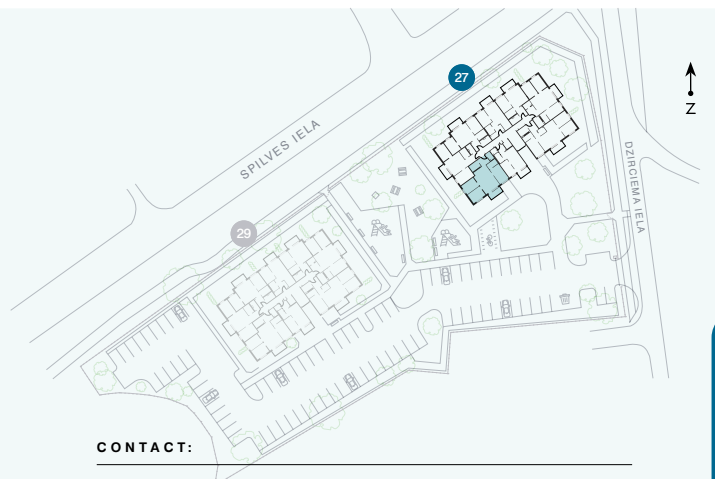 27
Z
SPILVES IELA
DZIRCIEMA IELA
29
CONTACT: